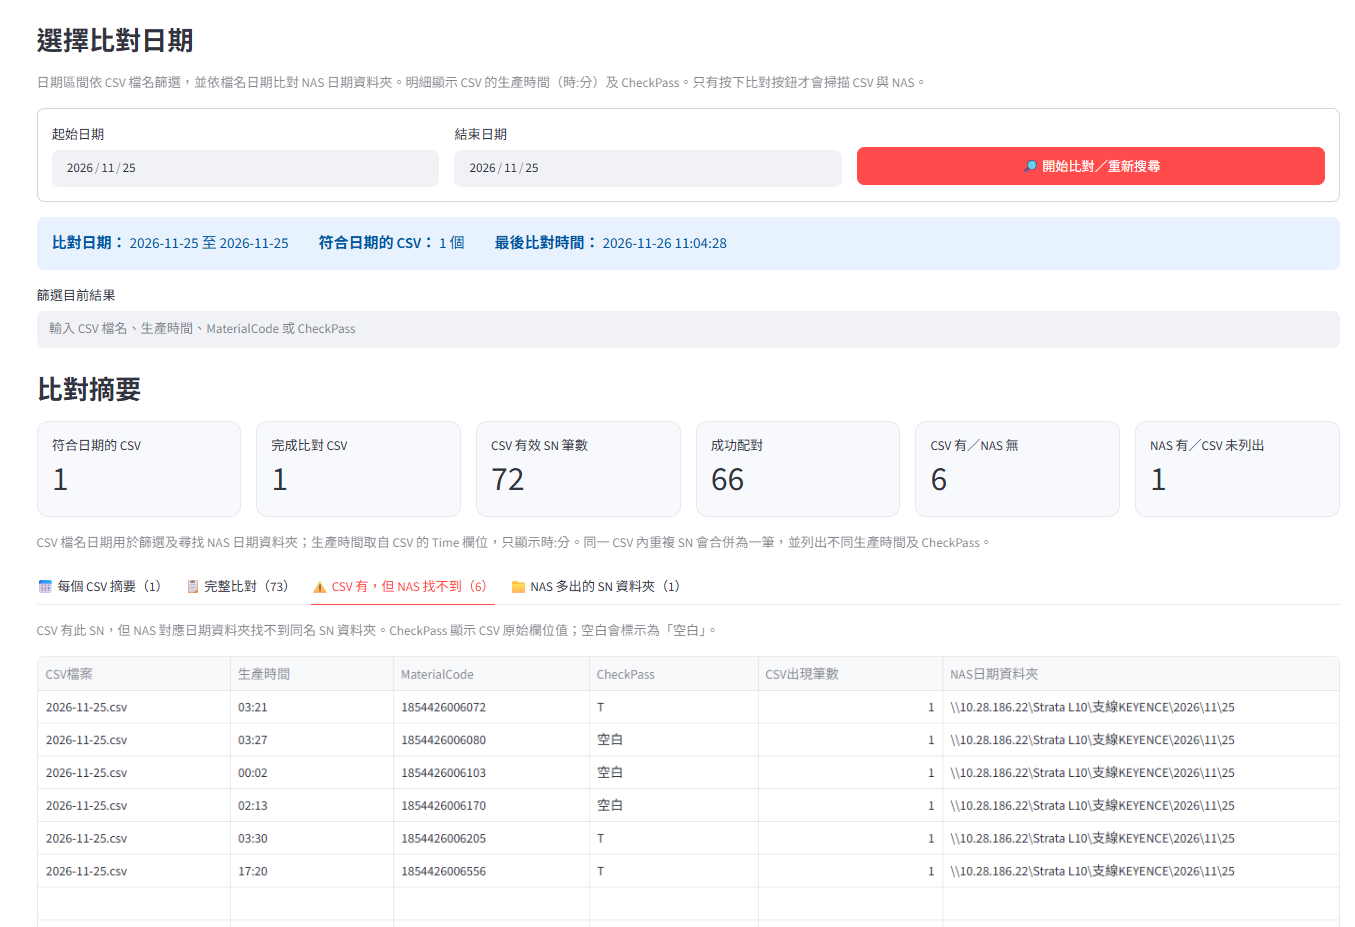 選擇比對日期
日期區間依 CSV 檔名篩選，並依檔名日期比對 NAS 日期資料夾。明細顯示 CSV 的生產時間（時:分）及 CheckPass。只有按下比對按鈕才會掃描 CSV 與 NAS。
起始日期 結束日期
2026 / 11 / 25 2026 / 11 / 25 開始比對／重新搜尋
比對日期： 2026-11-25 至 2026-11-25 符合日期的 CSV： 1 個 最後比對時間： 2026-11-26 11:04:28
篩選目前結果
輸入 CSV 檔名、生產時間、MaterialCode 或 CheckPass
比對摘要
符合日期的 CSV 完成比對 CSV CSV 有效 SN 筆數 成功配對 CSV 有／NAS 無 NAS 有／CSV 未列出
1 1 72 66 6 1
CSV 檔名日期用於篩選及尋找 NAS 日期資料夾；生產時間取自 CSV 的 Time 欄位，只顯示時:分。同一 CSV 內重複 SN 會合併為一筆，並列出不同生產時間及 CheckPass。
每個 CSV 摘要（1） 完整比對（73） CSV 有，但 NAS 找不到（6） NAS 多出的 SN 資料夾（1）
CSV 有此 SN，但 NAS 對應日期資料夾找不到同名 SN 資料夾。CheckPass 顯示 CSV 原始欄位值；空白會標示為「空白」。
CSV檔案 生產時間 MaterialCode CheckPass CSV出現筆數 NAS日期資料夾
2026-11-25.csv 03:21 1854426006072 T 1 \\10.28.186.22\Strata L10\支線KEYENCE\2026\11\25
2026-11-25.csv 03:27 1854426006080 空白 1 \\10.28.186.22\Strata L10\支線KEYENCE\2026\11\25
2026-11-25.csv 00:02 1854426006103 空白 1 \\10.28.186.22\Strata L10\支線KEYENCE\2026\11\25
2026-11-25.csv 02:13 1854426006170 空白 1 \\10.28.186.22\Strata L10\支線KEYENCE\2026\11\25
2026-11-25.csv 03:30 1854426006205 T 1 \\10.28.186.22\Strata L10\支線KEYENCE\2026\11\25
2026-11-25.csv 17:20 1854426006556 T 1 \\10.28.186.22\Strata L10\支線KEYENCE\2026\11\25